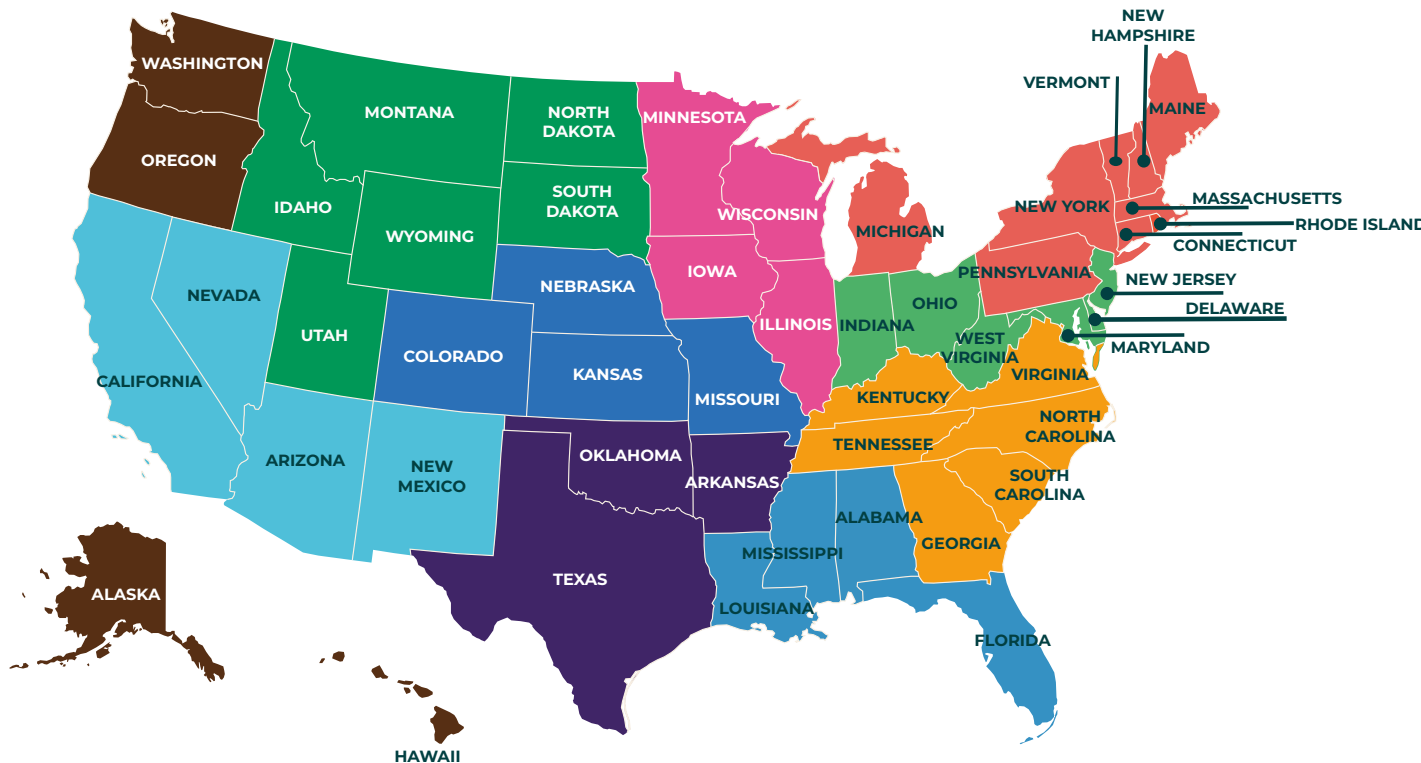 NEW
HAMPSHIRE
VERMONT
WASHINGTON
MONTANA
NORTH
DAKOTA
MINNESOTA
MAINE
OREGON
SOUTH
DAKOTA
IDAHO
WYOMING
WISCONSIN
MICHIGAN
NEW YORK
MASSACHUSETTS
RHODE ISLAND
CONNECTICUT
NEVADA
NEBRASKA
IOWA
PENNSYLVANIA
NEW JERSEY
DELAWARE
MARYLAND
UTAH
COLORADO
KANSAS
MISSOURI
ILLINOIS
INDIANA
OHIO
WEST
VIRGINIA
VIRGINIA
CALIFORNIA
KENTUCKY
NORTH
CAROLINA
TENNESSEE
ARIZONA
NEW
MEXICO
OKLAHOMA
ARKANSAS
SOUTH
CAROLINA
ALABAMA
GEORGIA
MISSISSIPPI
TEXAS
LOUISIANA
FLORIDA
ALASKA
HAWAII